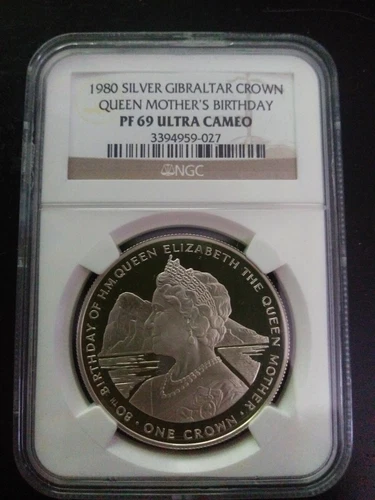 1980 SILVER GIBRALTAR CROWN
QUEEN MOTHER'S BIRTHDAY
PF 69 ULTRA CAMEO
3394959-027
NGC
80TH BIRTHDAY OF H.M. QUEEN ELIZABETH THE QUEEN MOTHER · ONE CROWN ·